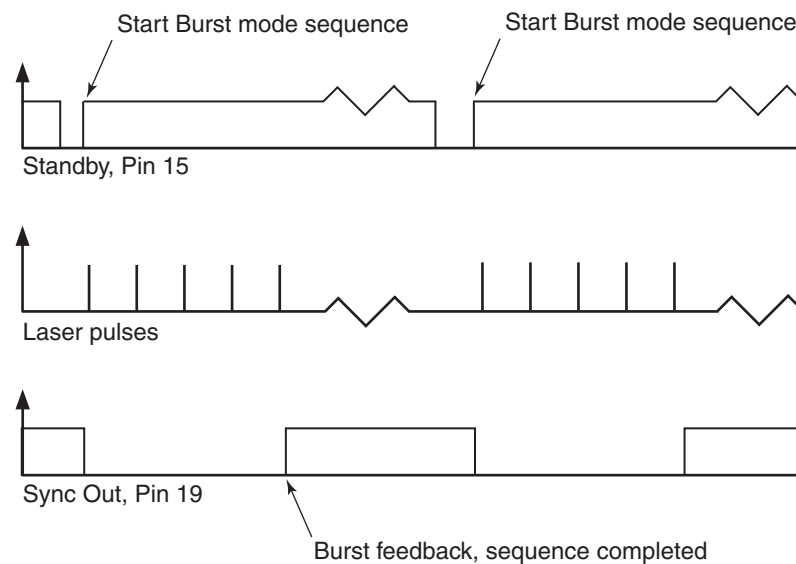 Start Burst mode sequence
Start Burst mode sequence
Standby, Pin 15
Laser pulses
Sync Out, Pin 19
Burst feedback, sequence completed